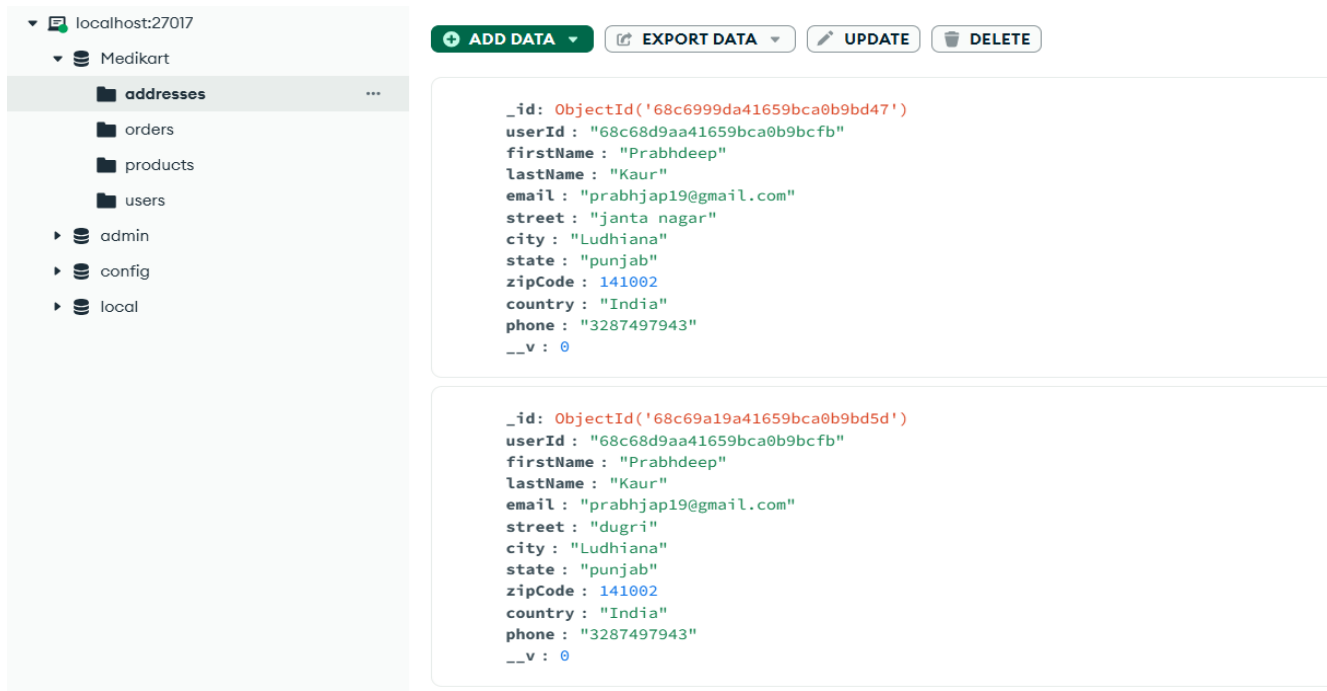 localhost:27017
Medikart
addresses
orders
products
users
admin
config
local
ADD DATA
EXPORT DATA
UPDATE
DELETE
_id: ObjectId('68c6999da41659bca0b9bd47')
userId : "68c68d9aa41659bca0b9bcfb"
firstName : "Prabhdeep"
lastName : "Kaur"
email : "prabhjap19@gmail.com"
street : "janta nagar"
city : "Ludhiana"
state : "punjab"
zipCode : 141002
country : "India"
phone : "3287497943"
__v : 0
_id: ObjectId('68c69a19a41659bca0b9bd5d')
userId : "68c68d9aa41659bca0b9bcfb"
firstName : "Prabhdeep"
lastName : "Kaur"
email : "prabhjap19@gmail.com"
street : "dugri"
city : "Ludhiana"
state : "punjab"
zipCode : 141002
country : "India"
phone : "3287497943"
__v : 0